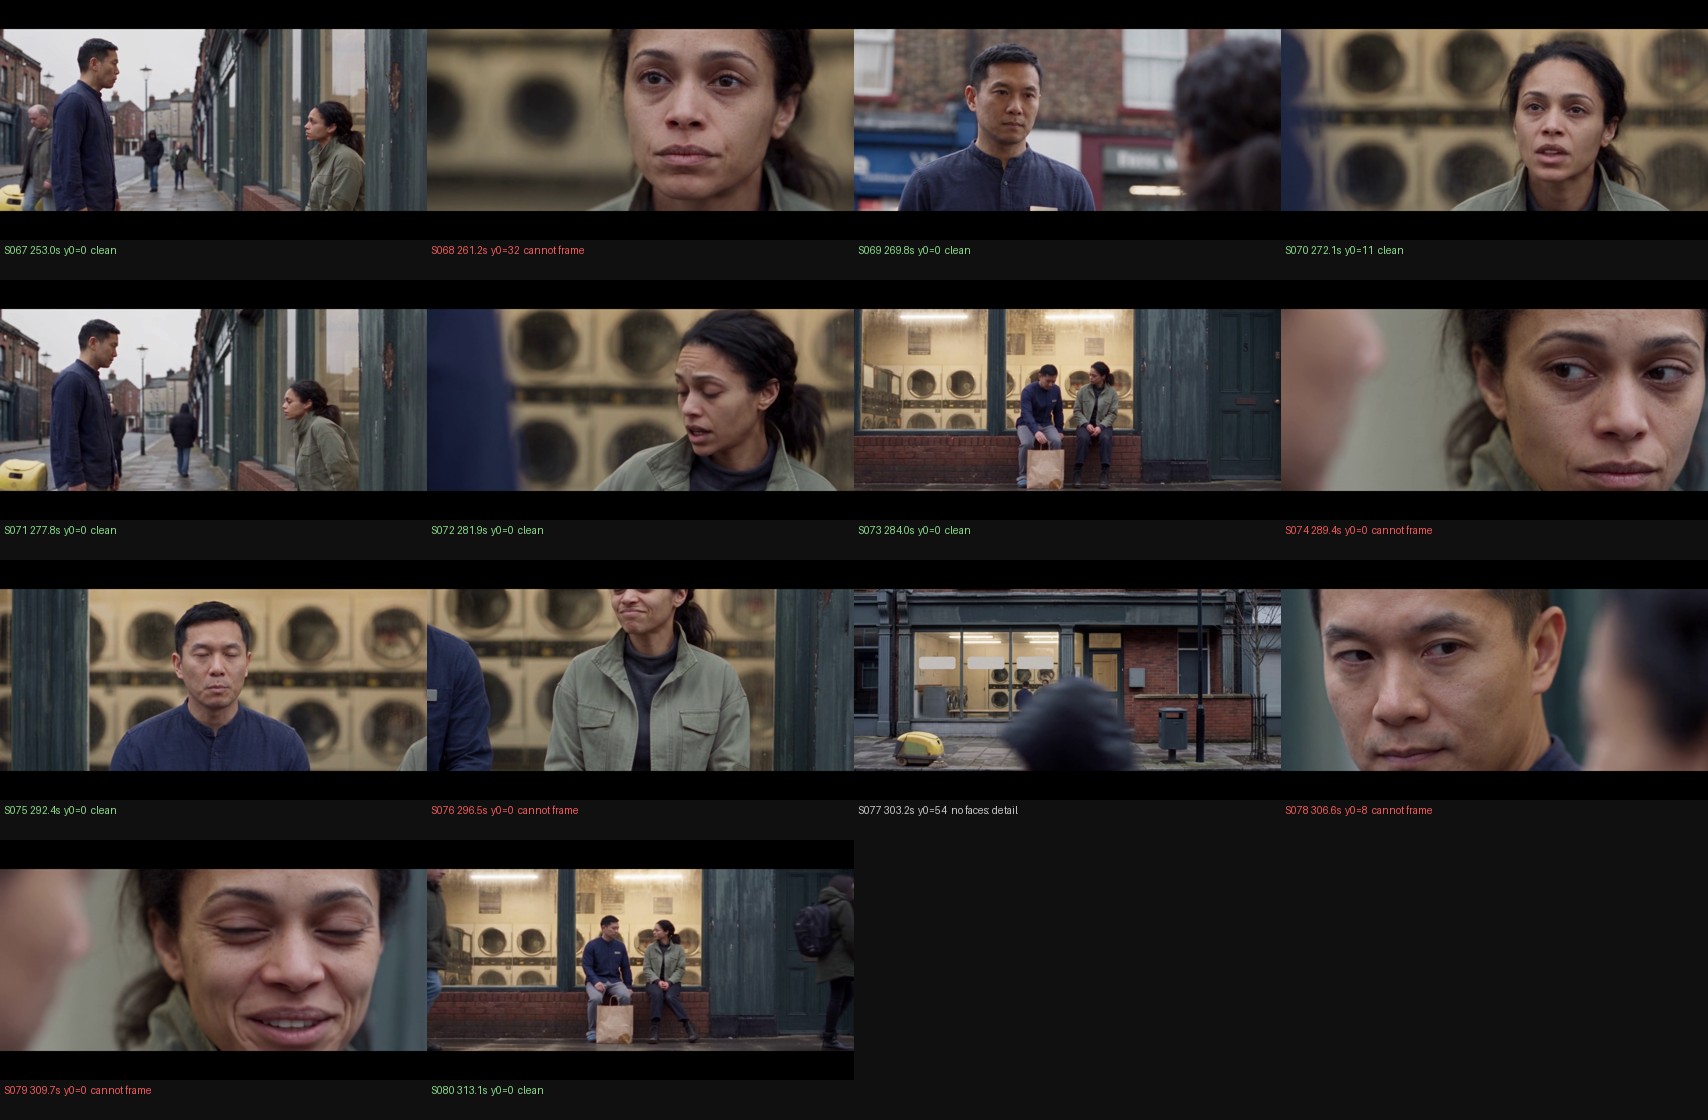 S067 253.0s y0=0 clean
S068 261.2s y0=32 cannot frame
S069 269.8s y0=0 clean
S070 272.1s y0=11 clean
S071 277.8s y0=0 clean
S072 281.9s y0=0 clean
S073 284.0s y0=0 clean
S074 289.4s y0=0 cannot frame
S075 292.4s y0=0 clean
S076 296.5s y0=0 cannot frame
S077 303.2s y0=54 no faces: detail
S078 306.6s y0=8 cannot frame
S079 309.7s y0=0 cannot frame
S080 313.1s y0=0 clean